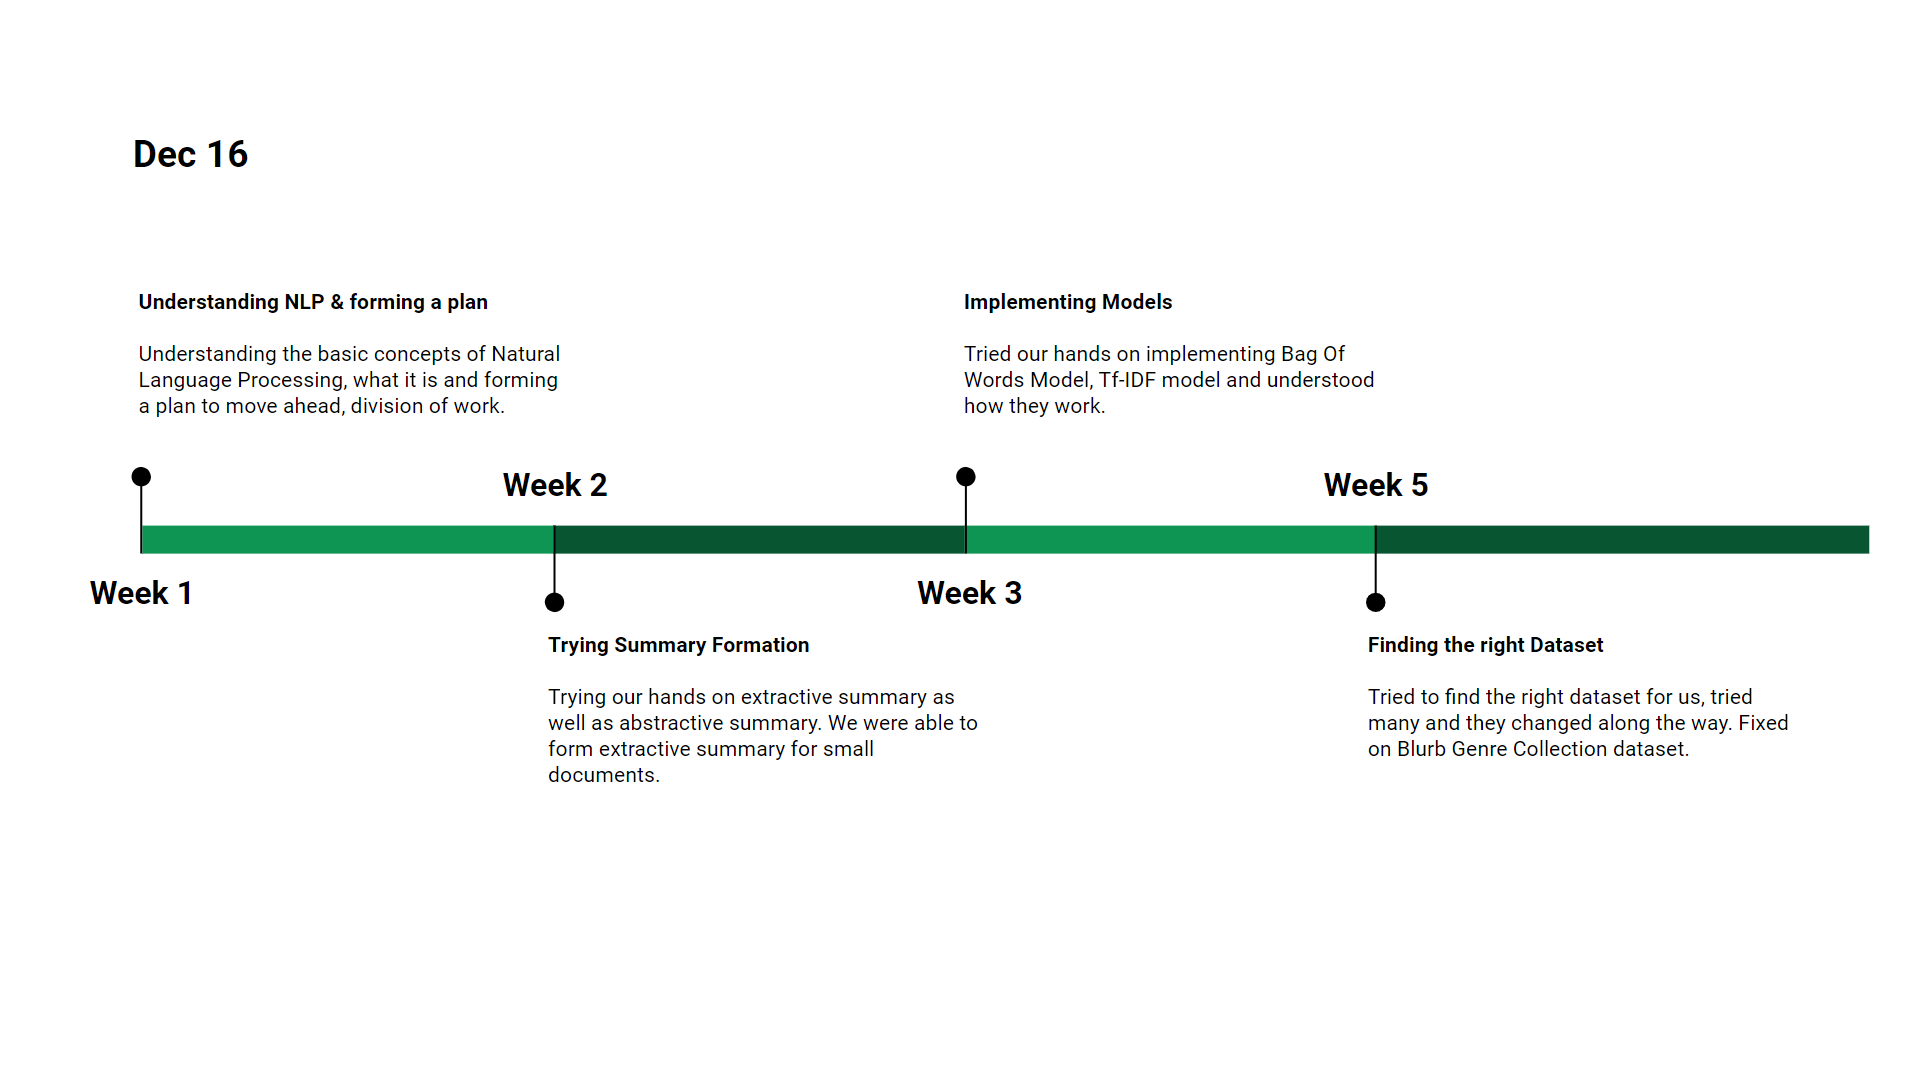 Dec 16
Understanding NLP & forming a plan
Understanding the basic concepts of Natural
Language Processing, what it is and forming
a plan to move ahead, division of work.
Implementing Models
Tried our hands on implementing Bag Of
Words Model, Tf-IDF model and understood
how they work.
Week 2
Week 5
Week 1
Week 3
Trying Summary Formation
Trying our hands on extractive summary as
well as abstractive summary. We were able to
form extractive summary for small
documents.
Finding the right Dataset
Tried to find the right dataset for us, tried
many and they changed along the way. Fixed
on Blurb Genre Collection dataset.